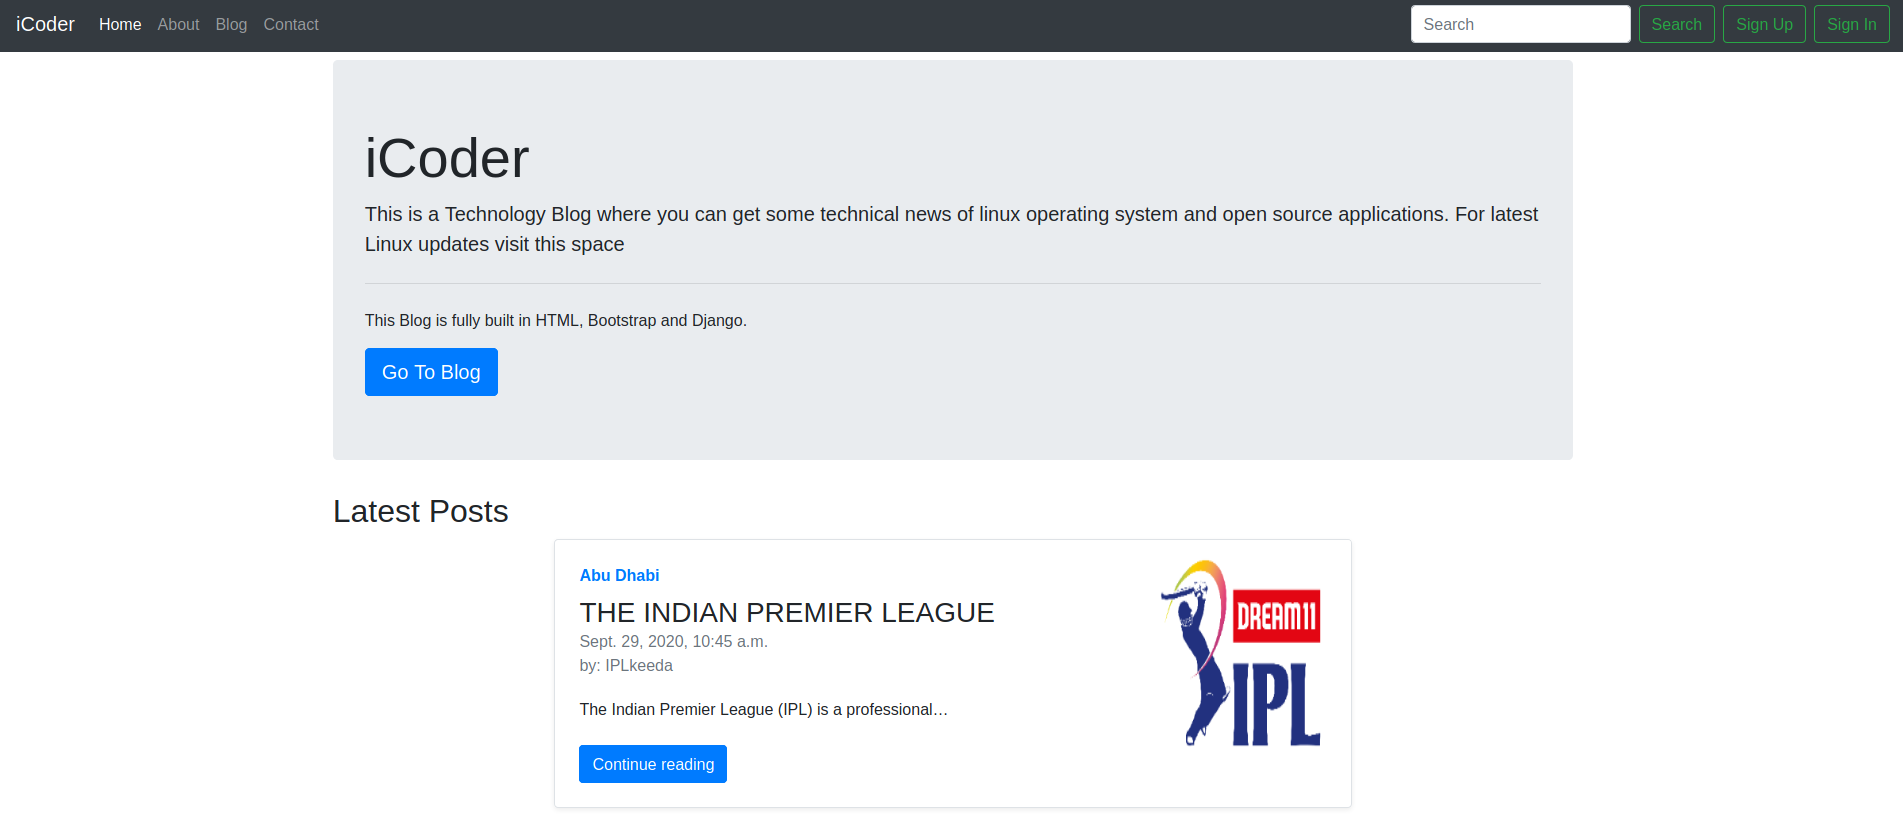 iCoder Home About Blog Contact Search Search Sign Up Sign In
iCoder
This is a Technology Blog where you can get some technical news of linux operating system and open source applications. For latest
Linux updates visit this space
This Blog is fully built in HTML, Bootstrap and Django.
Go To Blog
Latest Posts
Abu Dhabi
THE INDIAN PREMIER LEAGUE
Sept. 29, 2020, 10:45 a.m.
by: IPLkeeda
The Indian Premier League (IPL) is a professional…
Continue reading
DREAM11
IPL